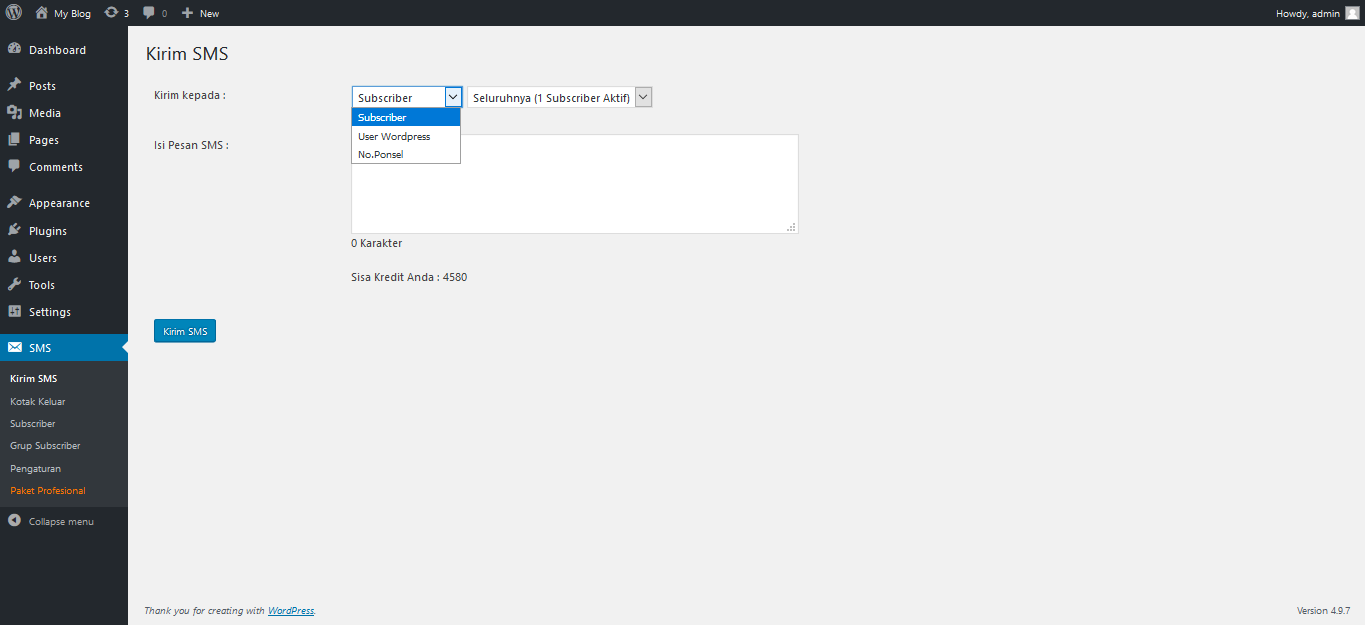 My Blog 3 0 New Howdy, admin
Dashboard
Posts
Media
Pages
Comments
Appearance
Plugins
Users
Tools
Settings
SMS
Kirim SMS
Kotak Keluar
Subscriber
Grup Subscriber
Pengaturan
Paket Profesional
Collapse menu
Kirim SMS
Kirim kepada :
Subscriber
Seluruhnya (1 Subscriber Aktif)
Subscriber
User Wordpress
No.Ponsel
Isi Pesan SMS :
0 Karakter
Sisa Kredit Anda : 4580
Kirim SMS
Thank you for creating with WordPress.
Version 4.9.7